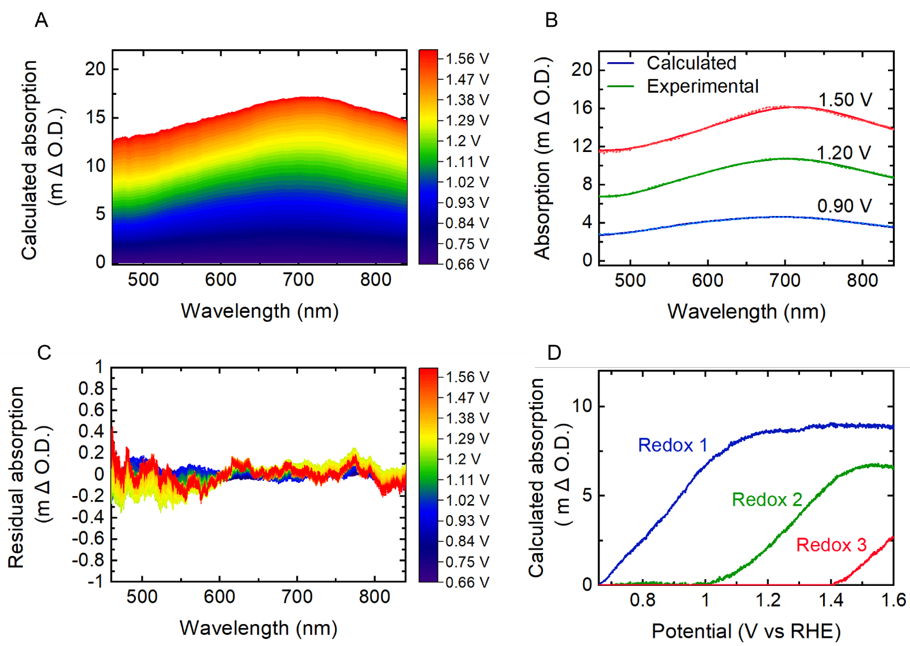 A
Calculated absorption
(m Δ O.D.)
20
15
10
5
0
500
600
700
800
Wavelength (nm)
1.56 V
1.47 V
1.38 V
1.29 V
1.2 V
1.11 V
1.02 V
0.93 V
0.84 V
0.75 V
0.66 V
B
Absorption (m Δ O.D.)
20
16
12
8
4
0
Calculated
Experimental
1.50 V
1.20 V
0.90 V
500
600
700
800
Wavelength (nm)
C
Residual absorption
(m Δ O.D.)
1
0.8
0.6
0.4
0.2
0
-0.2
-0.4
-0.6
-0.8
-1
500
600
700
800
Wavelength (nm)
1.56 V
1.47 V
1.38 V
1.29 V
1.2 V
1.11 V
1.02 V
0.93 V
0.84 V
0.75 V
0.66 V
D
Calculated absorption
( m Δ O.D.)
10
5
0
Redox 1
Redox 2
Redox 3
0.8
1
1.2
1.4
1.6
Potential (V vs RHE)